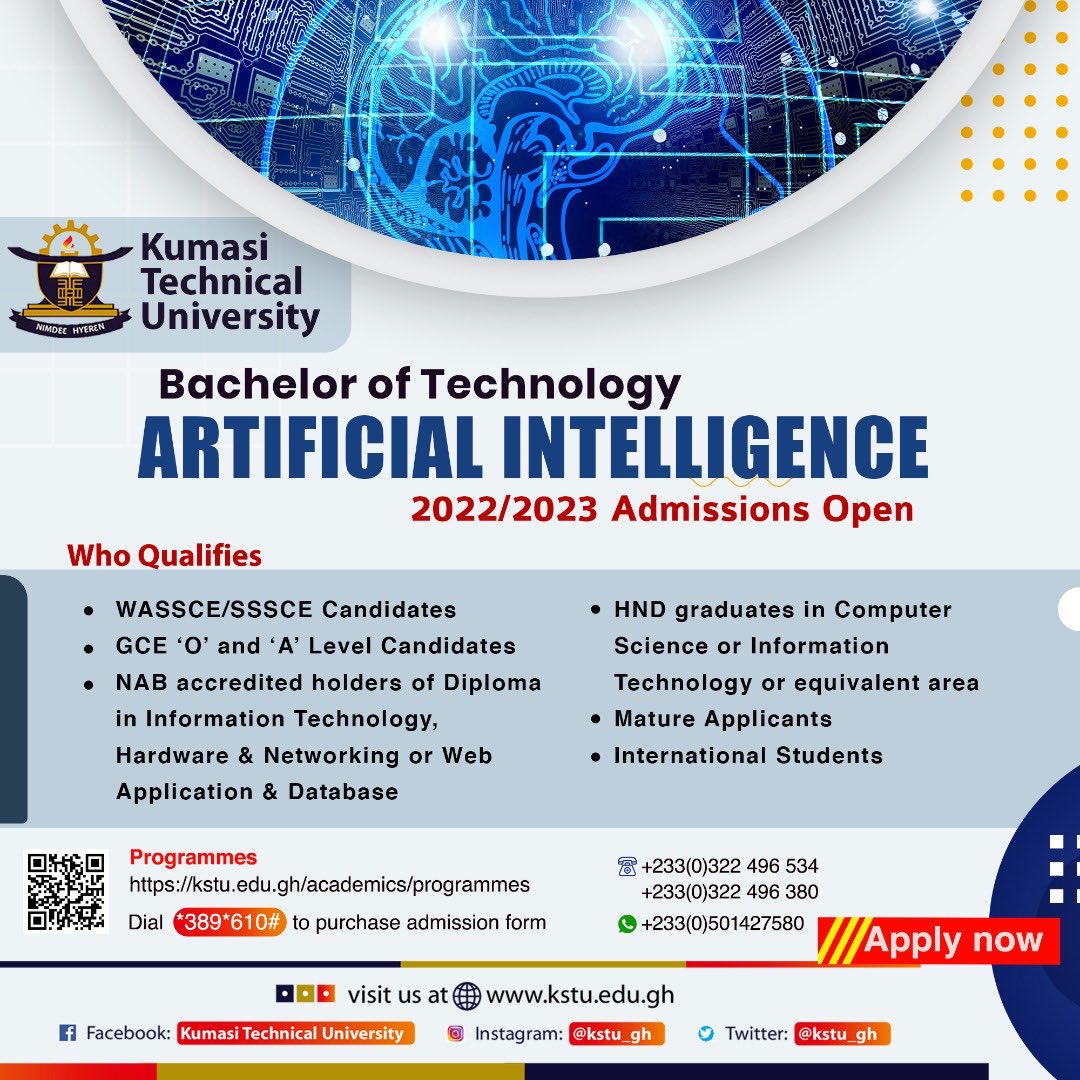 Kumasi
Technical
University
NIMDEƐ HYEREN
Bachelor of Technology
ARTIFICIAL INTELLIGENCE
2022/2023 Admissions Open
Who Qualifies
• WASSCE/SSSCE Candidates
• GCE ‘O’ and ‘A’ Level Candidates
• NAB accredited holders of Diploma
in Information Technology,
Hardware & Networking or Web
Application & Database
• HND graduates in Computer
Science or Information
Technology or equivalent area
• Mature Applicants
• International Students
Programmes
https://kstu.edu.gh/academics/programmes
Dial *389*610# to purchase admission form
+233(0)322 496 534
+233(0)322 496 380
+233(0)501427580
Apply now
visit us at www.kstu.edu.gh
Facebook: Kumasi Technical University Instagram: @kstu_gh Twitter: @kstu_gh